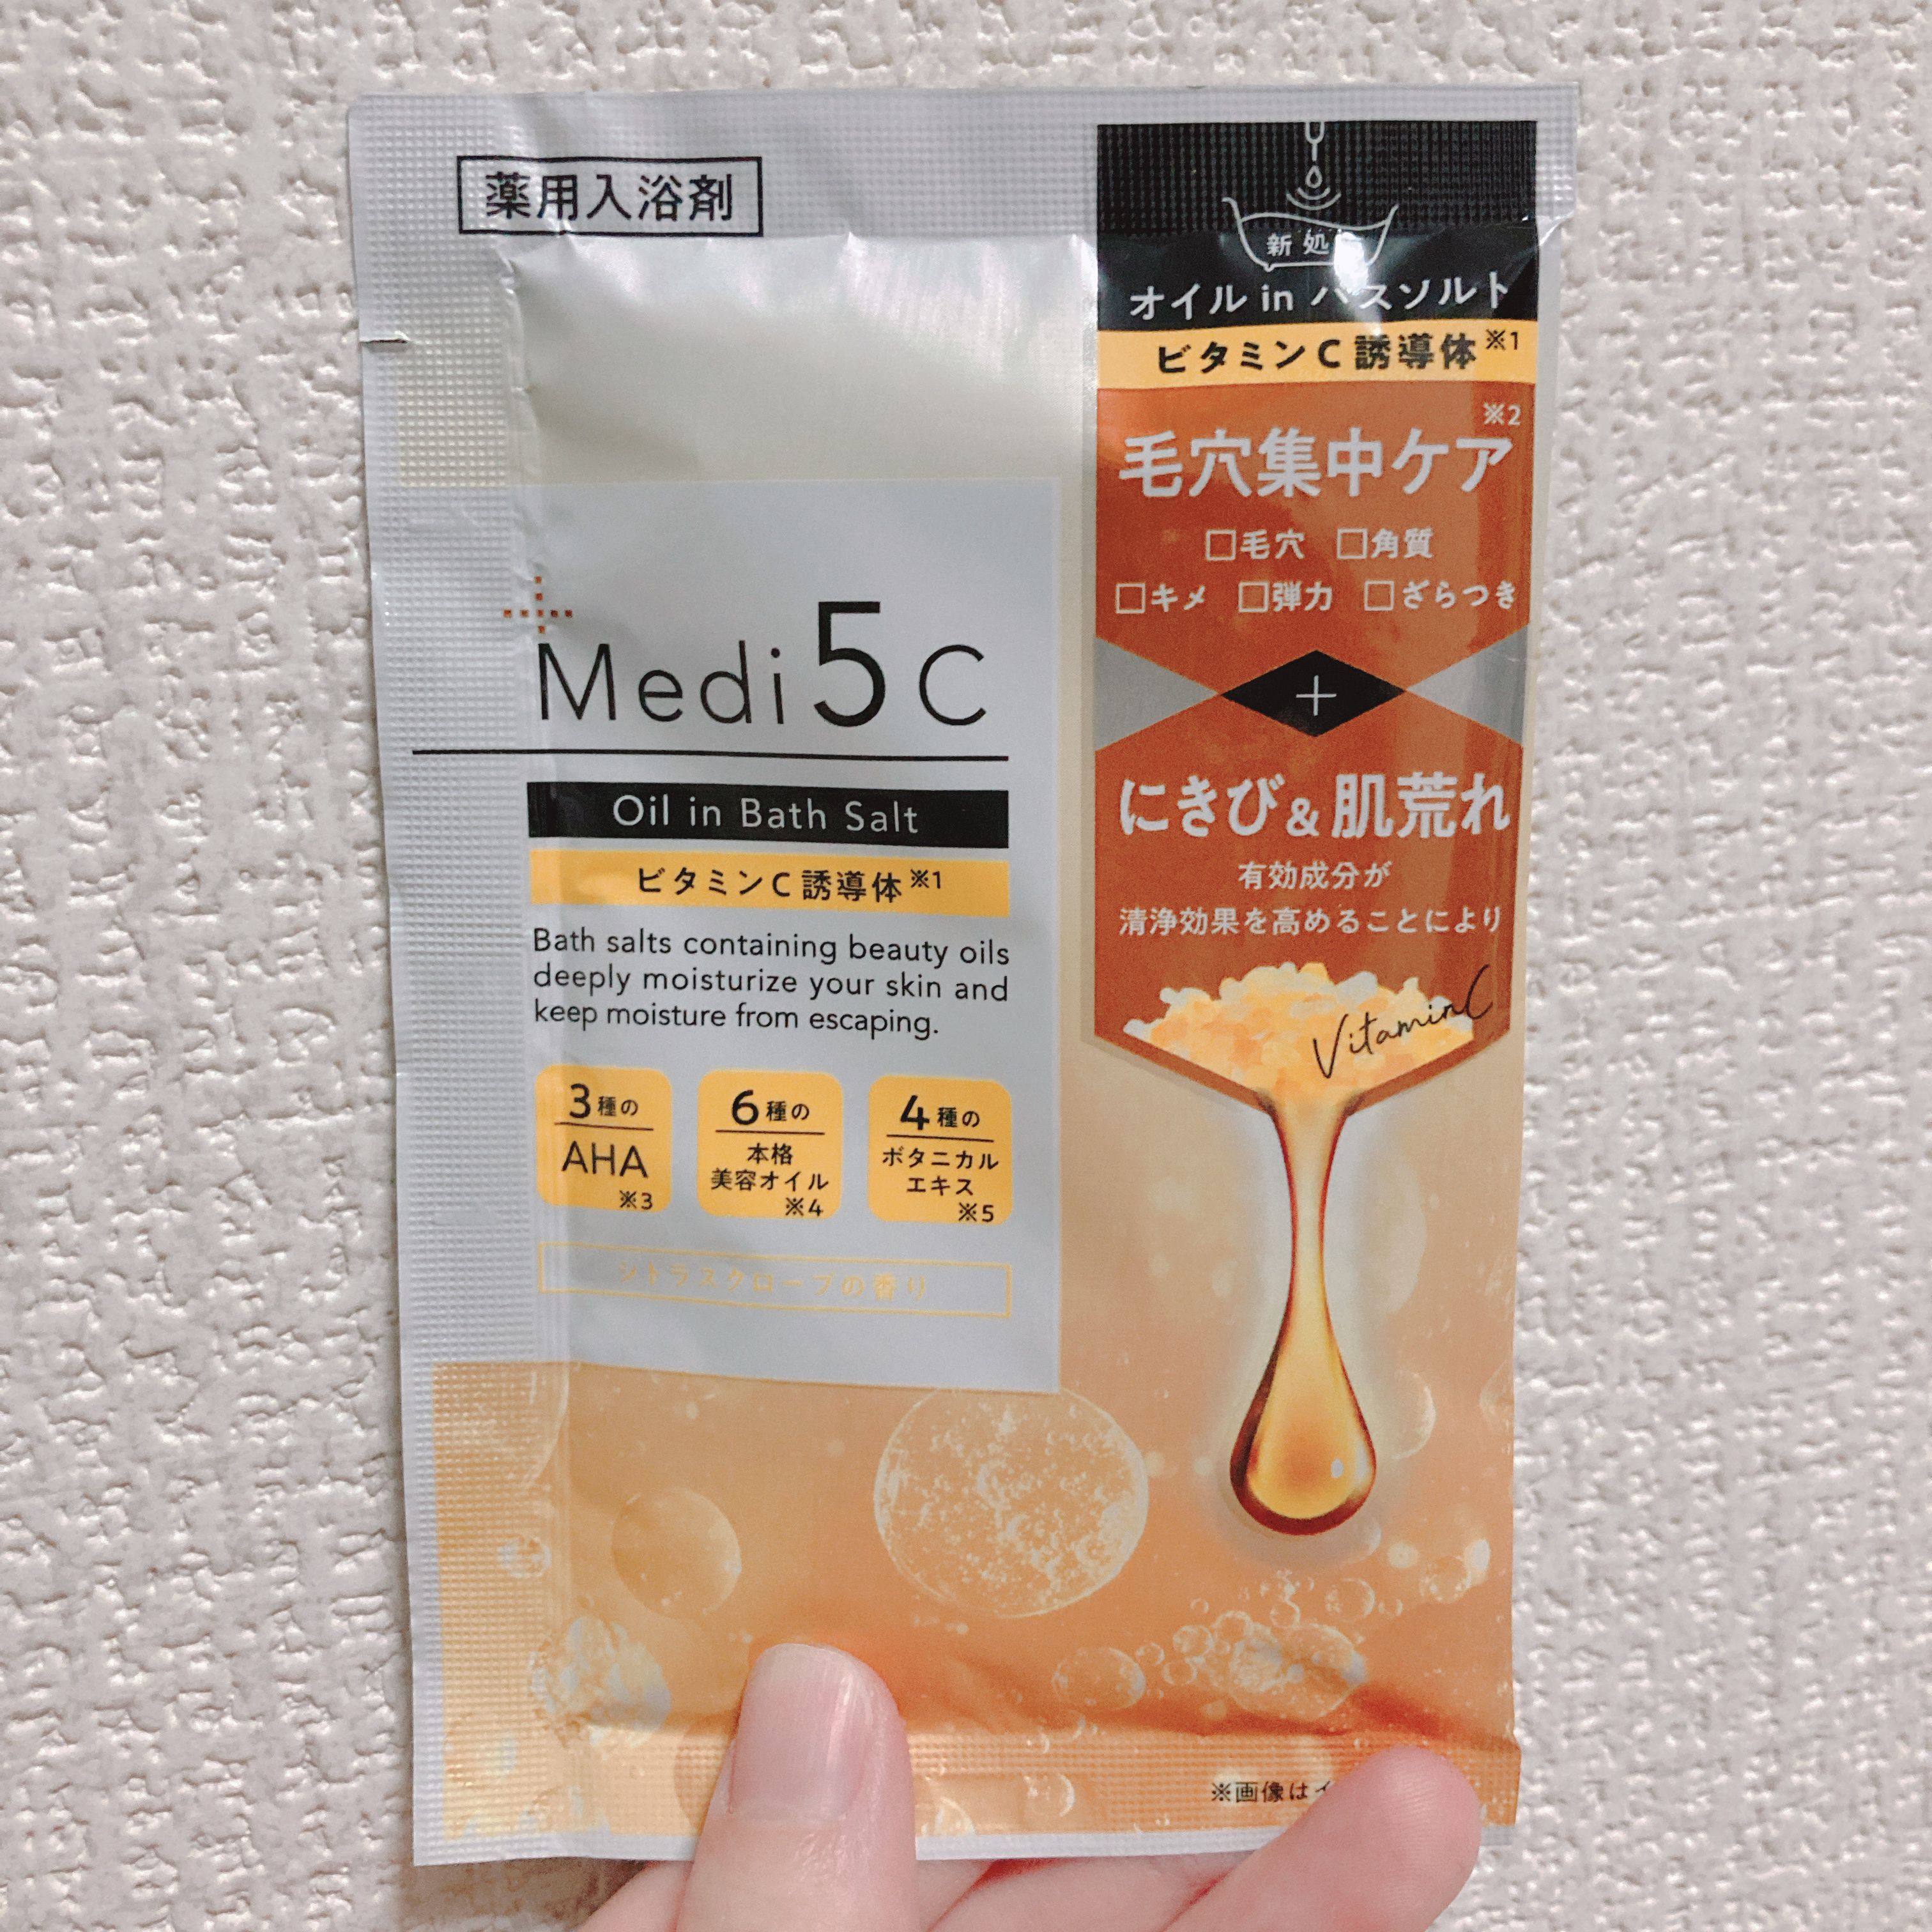 薬用入浴剤
Medi5C
Oil in Bath Salt
ビタミンC誘導体※1
Bath salts containing beauty oils
deeply moisturize your skin and
keep moisture from escaping.
3種の
AHA
※3
6種の
本格
美容オイル
※4
4種の
ボタニカル
エキス
※5
シトラスクローブの香り
新処
オイル in バスソルト
ビタミンC誘導体※1
※2
毛穴集中ケア
□毛穴 □角質
□キメ □弾力 □ざらつき
+
にきび&肌荒れ
有効成分が
清浄効果を高めることにより
VitaminC
※画像は